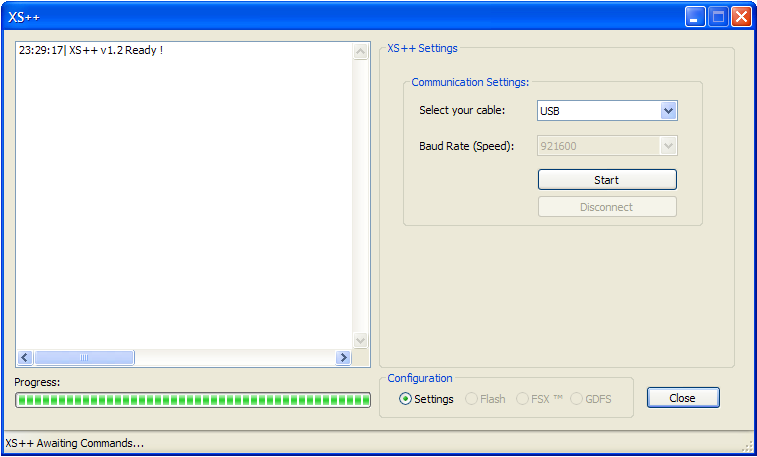 XS++
23:29:17| XS++ v1.2 Ready !
XS++ Settings
Communication Settings:
Select your cable: USB
Baud Rate (Speed): 921600
Start
Disconnect
Progress:
Configuration
Settings Flash FSX ™ GDFS
Close
XS++ Awaiting Commands...